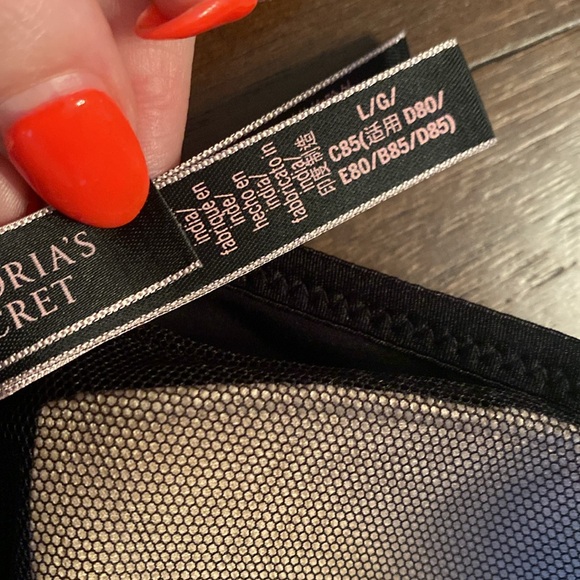 ORIA'S
CRET
india/
fabriqué en
inde/
hecho en
india/
fabbricato in
india/
印度制造
L/G/
C85(适用 D80/
E80/B85/D85)